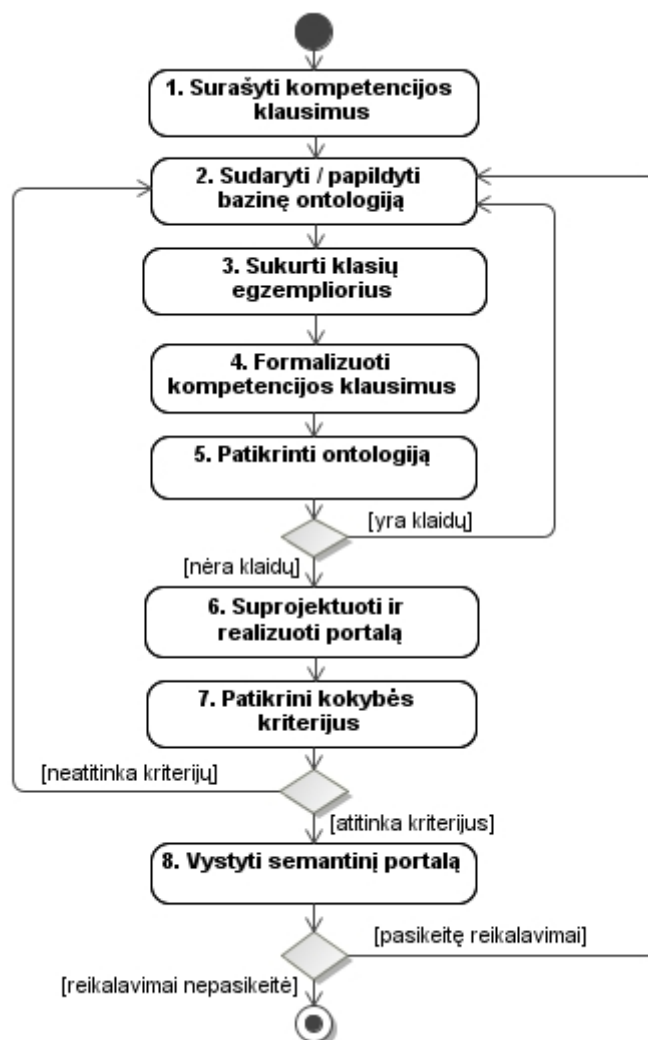 1. Surašyti kompetencijos
klausimus
2. Sudaryti / papildyti
bazinę ontologiją
3. Sukurti klasių
egzempliorius
4. Formalizuoti
kompetencijos klausimus
5. Patikrinti ontologiją
[yra klaidų]
[nėra klaidų]
6. Suprojektuoti ir
realizuoti portalą
7. Patikrini kokybės
kriterijus
[neatitinka kriterijų]
[atitinka kriterijus]
8. Vystyti semantinį portalą
[pasikeitę reikalavimai]
[reikalavimai nepasikeitė]